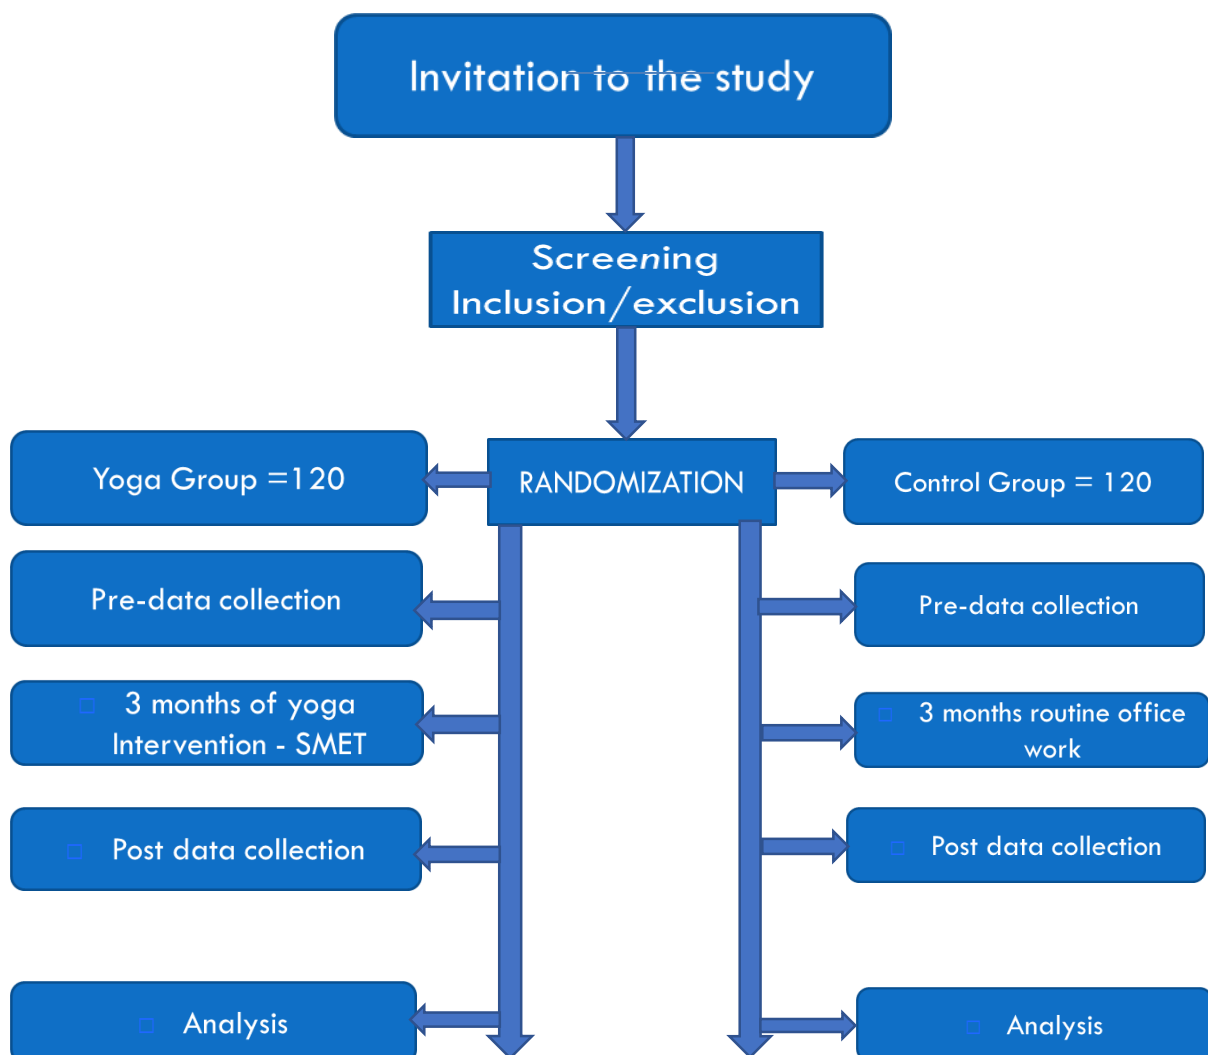 Invitation to the study
Screening
Inclusion/exclusion
RANDOMIZATION
Yoga Group =120
Control Group = 120
Pre-data collection
Pre-data collection
3 months of yoga
Intervention - SMET
3 months routine office
work
Post data collection
Post data collection
Analysis
Analysis